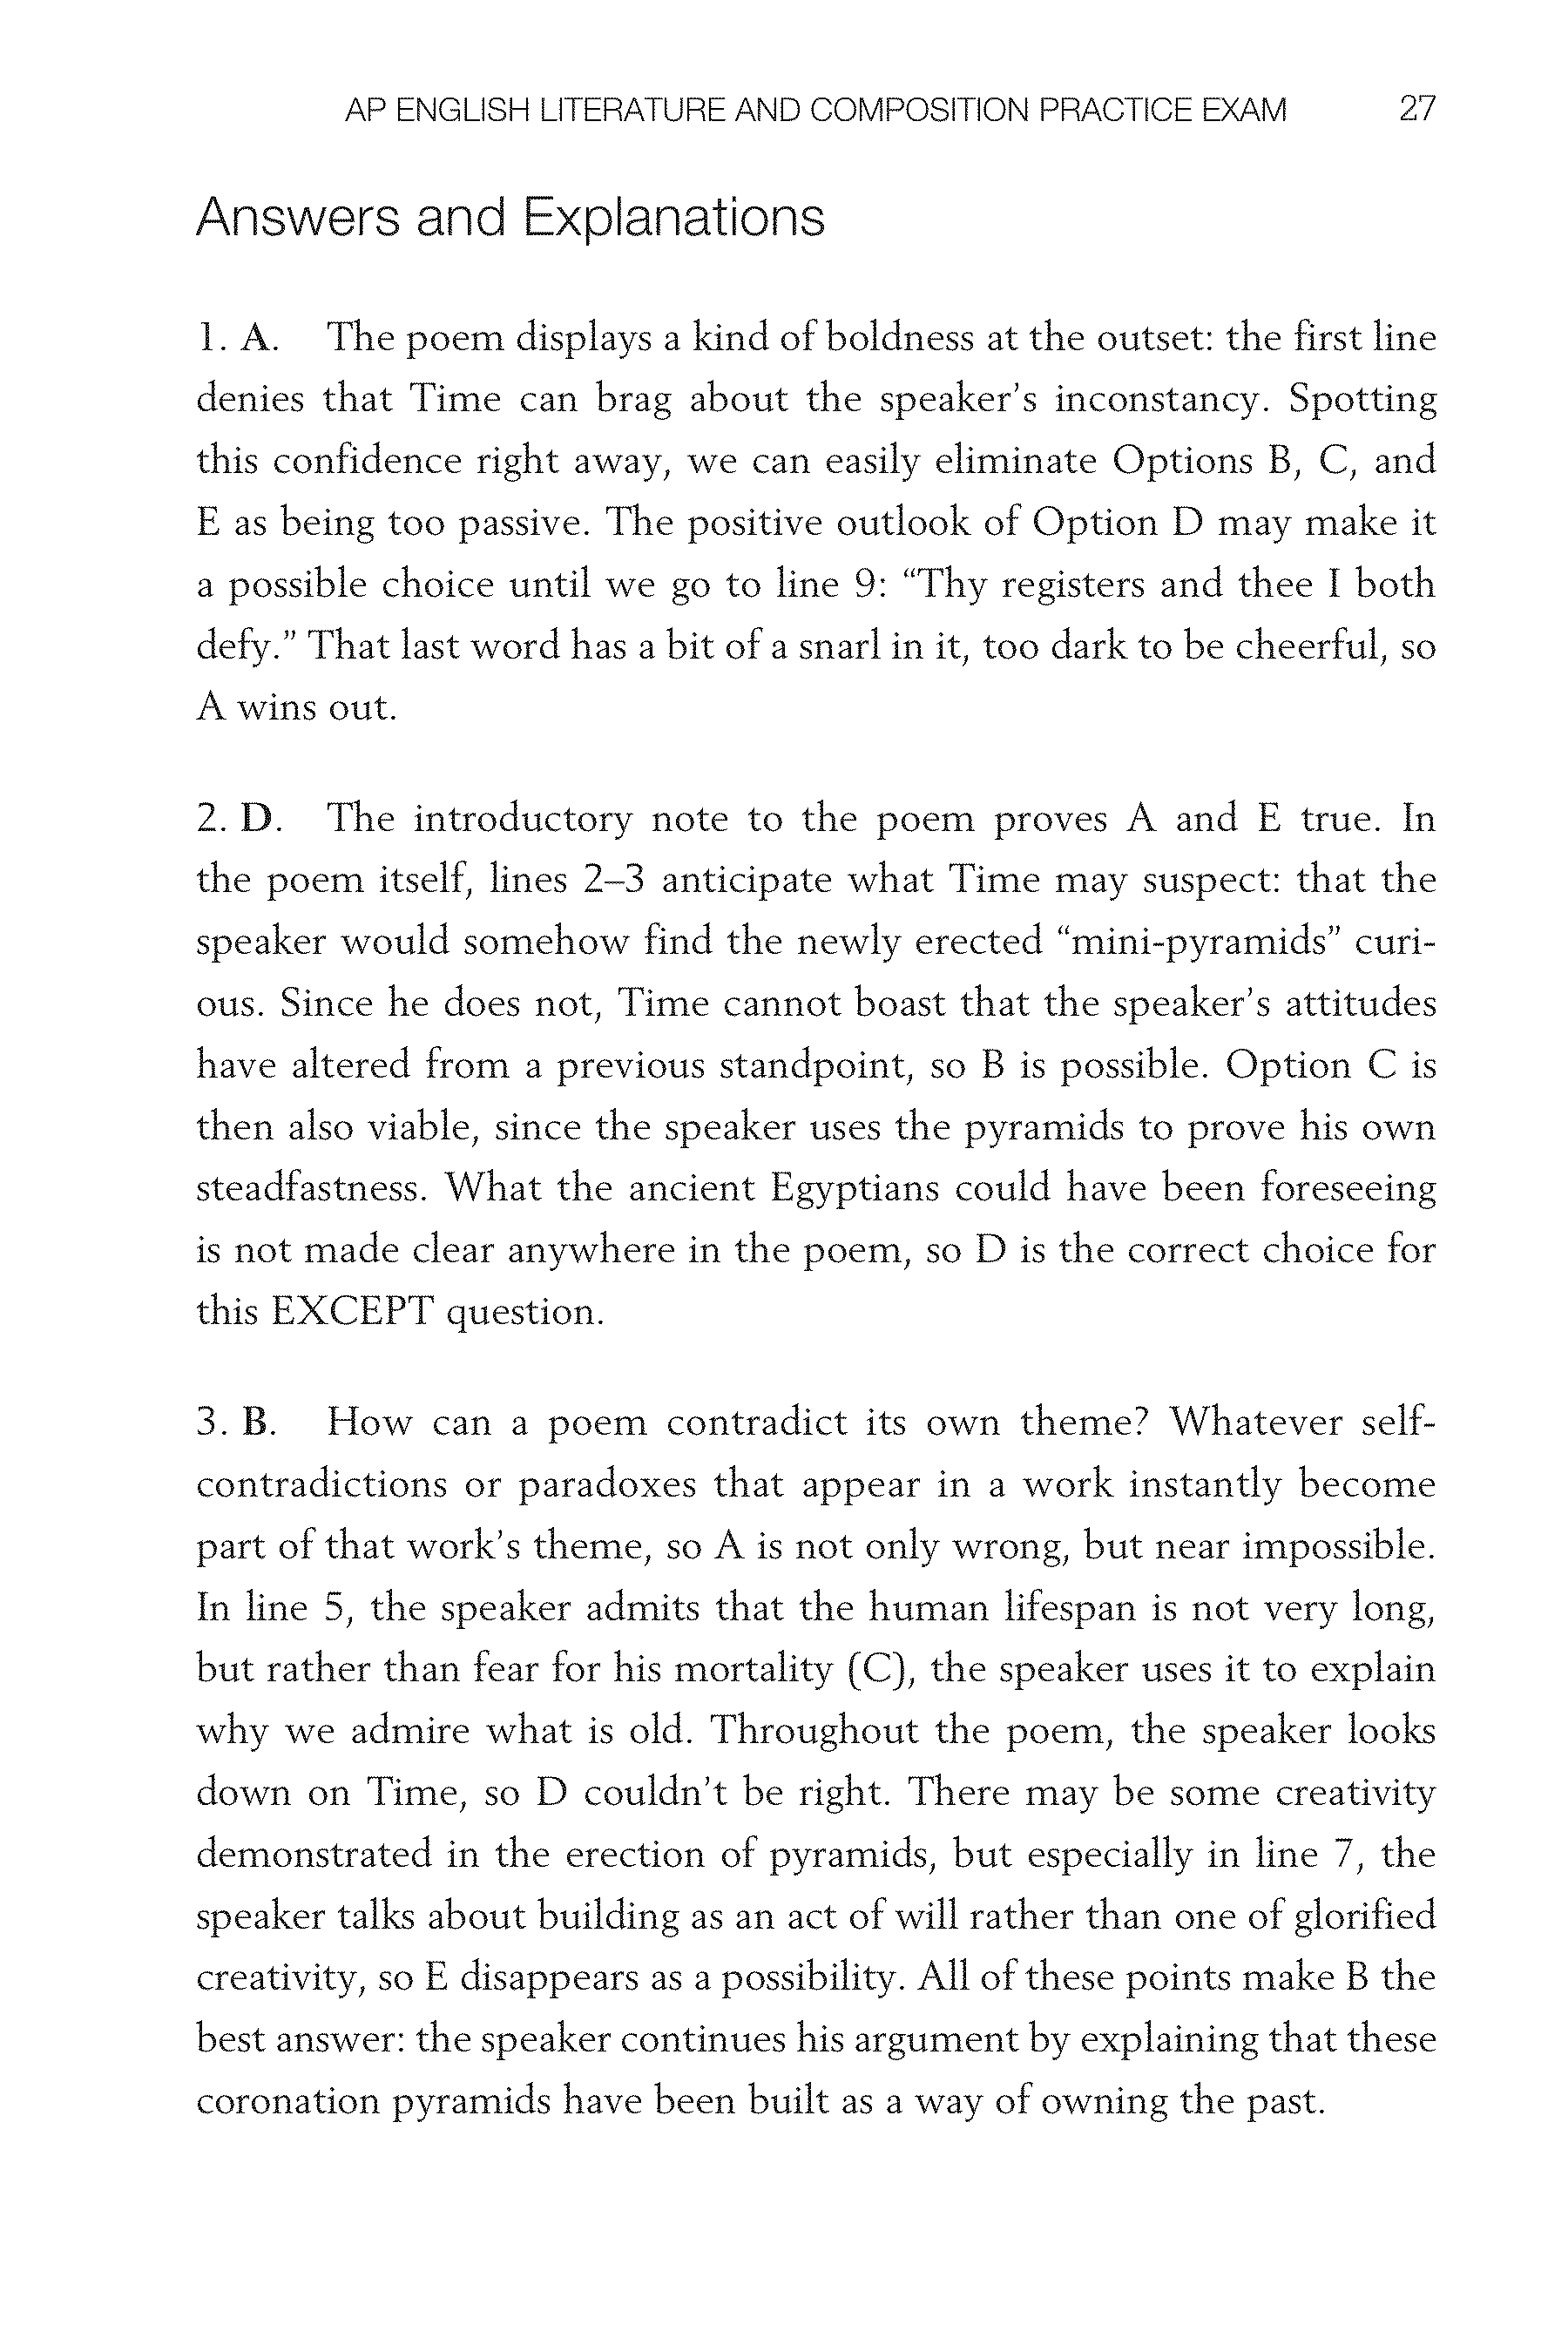 AP ENGLISH LITERATURE AND COMPOSITION PRACTICE EXAM 27
Answers and Explanations
1. A. The poem displays a kind of boldness at the outset: the first line
denies that Time can brag about the speaker's inconstancy. Spotting
this confidence right away, we can easily eliminate Options B, C, and
E as being too passive. The positive outlook of Option D may make it
a possible choice until we go to line 9: “Thy registers and thee I both
defy.” That last word has a bit of a snarl in it, too dark to be cheerful, so
A wins out.
2. D. The introductory note to the poem proves A and E true. In
the poem itself, lines 2–3 anticipate what Time may suspect: that the
speaker would somehow find the newly erected “mini-pyramids” curi-
ous. Since he does not, Time cannot boast that the speaker’s attitudes
have altered from a previous standpoint, so B is possible. Option C is
then also viable, since the speaker uses the pyramids to prove his own
steadfastness. What the ancient Egyptians could have been foreseeing
is not made clear anywhere in the poem, so D is the correct choice for
this EXCEPT question.
3. B. How can a poem contradict its own theme? Whatever self-
contradictions or paradoxes that appear in a work instantly become
part of that work’s theme, so A is not only wrong, but near impossible.
In line 5, the speaker admits that the human lifespan is not very long,
but rather than fear for his mortality (C), the speaker uses it to explain
why we admire what is old. Throughout the poem, the speaker looks
down on Time, so D couldn’t be right. There may be some creativity
demonstrated in the erection of pyramids, but especially in line 7, the
speaker talks about building as an act of will rather than one of glorified
creativity, so E disappears as a possibility. All of these points make B the
best answer: the speaker continues his argument by explaining that these
coronation pyramids have been built as a way of owning the past.